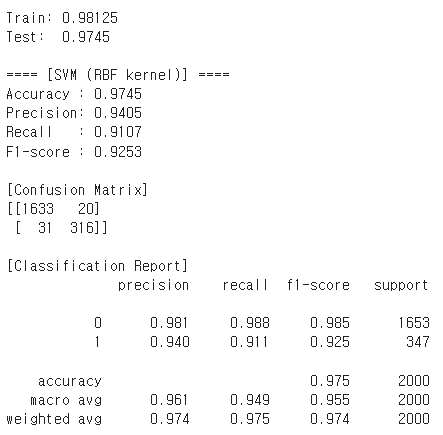 Train: 0.98125
Test:  0.9745

==== [SVM (RBF kernel)] ====
Accuracy : 0.9745
Precision: 0.9405
Recall   : 0.9107
F1-score : 0.9253

[Confusion Matrix]
[[1633   20]
 [  31  316]]

[Classification Report]
              precision    recall  f1-score   support

           0      0.981     0.988     0.985      1653
           1      0.940     0.911     0.925       347

    accuracy                          0.975      2000
   macro avg      0.961     0.949     0.955      2000
weighted avg      0.974     0.975     0.974      2000